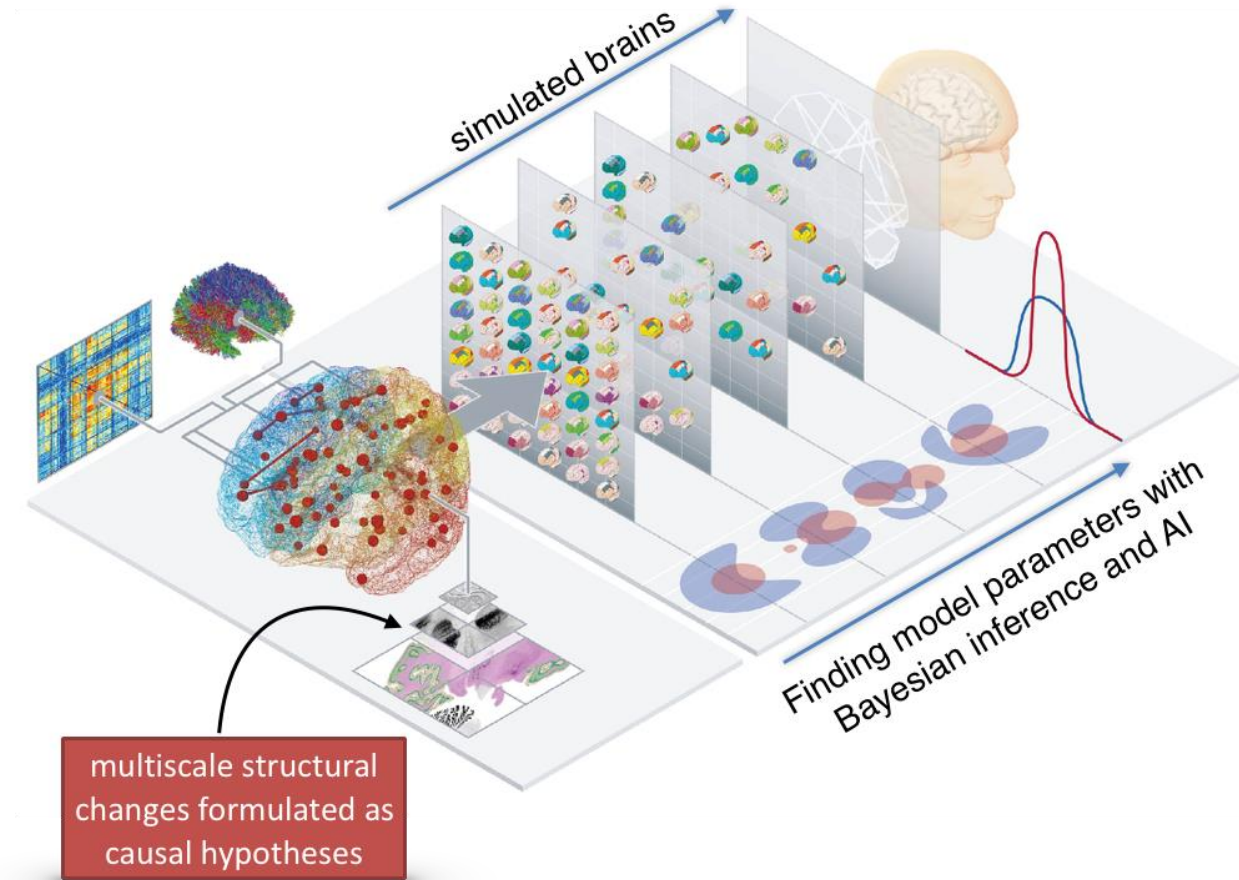 simulated brains
Finding model parameters with
Bayesian inference and AI
multiscale structural
changes formulated as
causal hypotheses